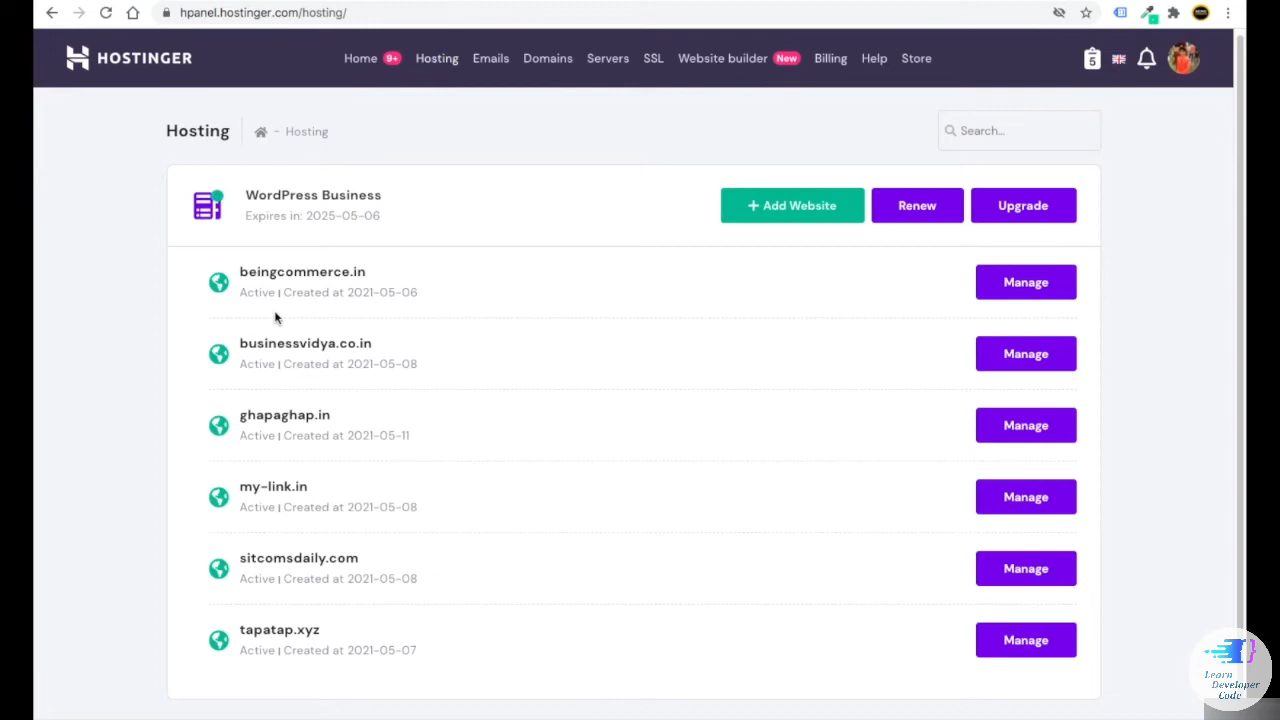 hpanel.hostinger.com/hosting/
HOSTINGER
Home 9+ Hosting Emails Domains Servers SSL Website builder New Billing Help Store
5
Hosting - Hosting
Search...
WordPress Business
Expires in: 2025-05-06
+ Add Website
Renew
Upgrade
beingcommerce.in
Active | Created at 2021-05-06
Manage
businessvidya.co.in
Active | Created at 2021-05-08
Manage
ghapaghap.in
Active | Created at 2021-05-11
Manage
my-link.in
Active | Created at 2021-05-08
Manage
sitcomsdaily.com
Active | Created at 2021-05-08
Manage
tapatap.xyz
Active | Created at 2021-05-07
Manage
Learn
Developer
Code